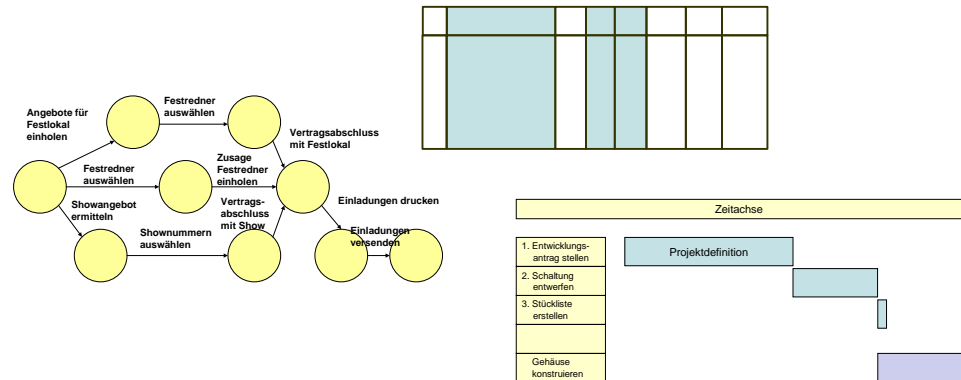 Angebote für
Festlokal
einholen
Festredner
auswählen
Vertragsabschluss
mit Festlokal
Festredner
auswählen
Zusage
Festredner
einholen
Showangebot
ermitteln
Shownummern
auswählen
Vertrags-
abschluss
mit Show
Einladungen drucken
Einladungen
versenden
Zeitachse
1. Entwicklungs-
antrag stellen
Projektdefinition
2. Schaltung
entwerfen
3. Stückliste
erstellen
Gehäuse
konstruieren